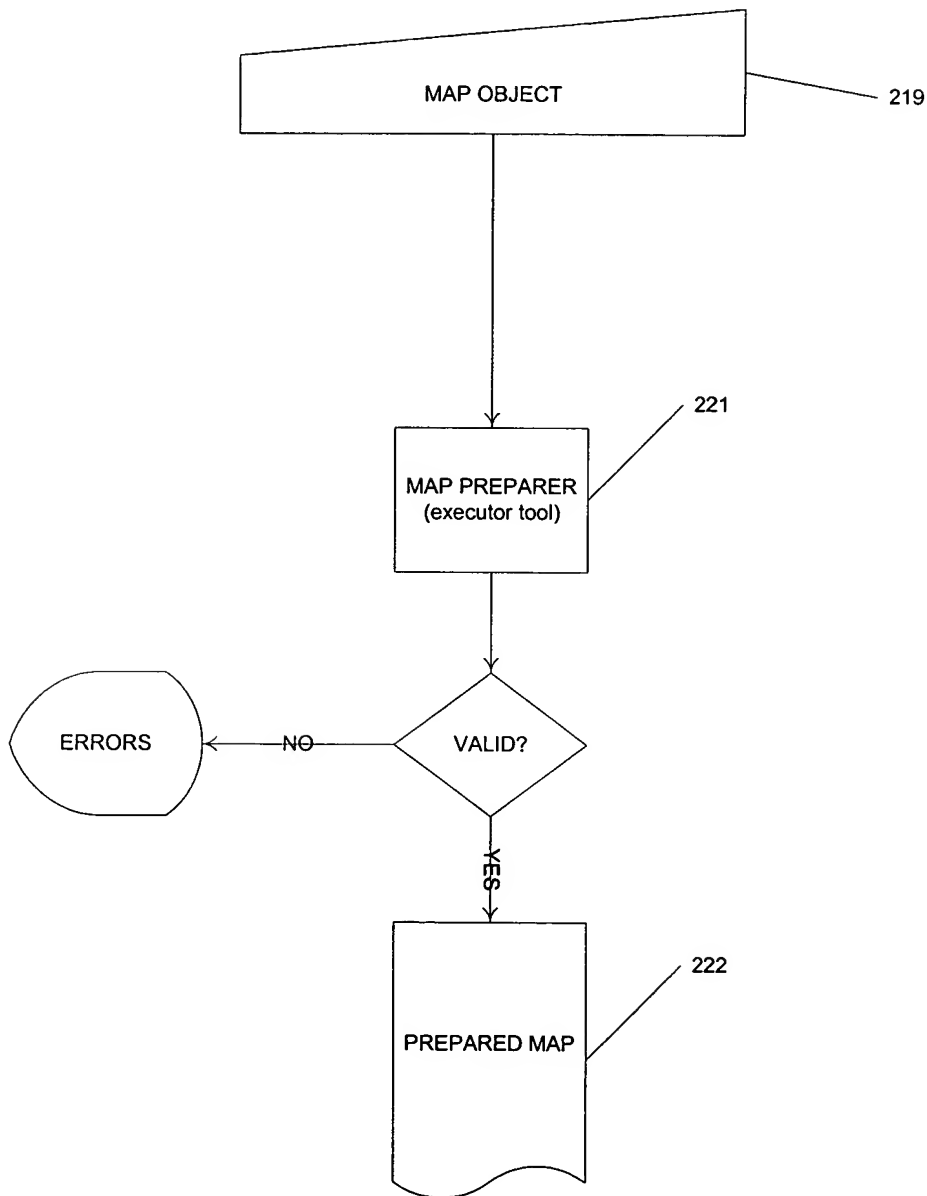 MAP OBJECT
219
221
MAP PREPARER
(executor tool)
ERRORS
NO
VALID?
YES
222
PREPARED MAP